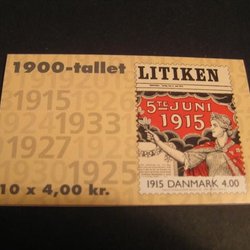 1900-tallet
1915
1933
1927
1925
10 x 4,00 kr.
LITIKEN
5TE JUNI
1915
1915 DANMARK 4.00